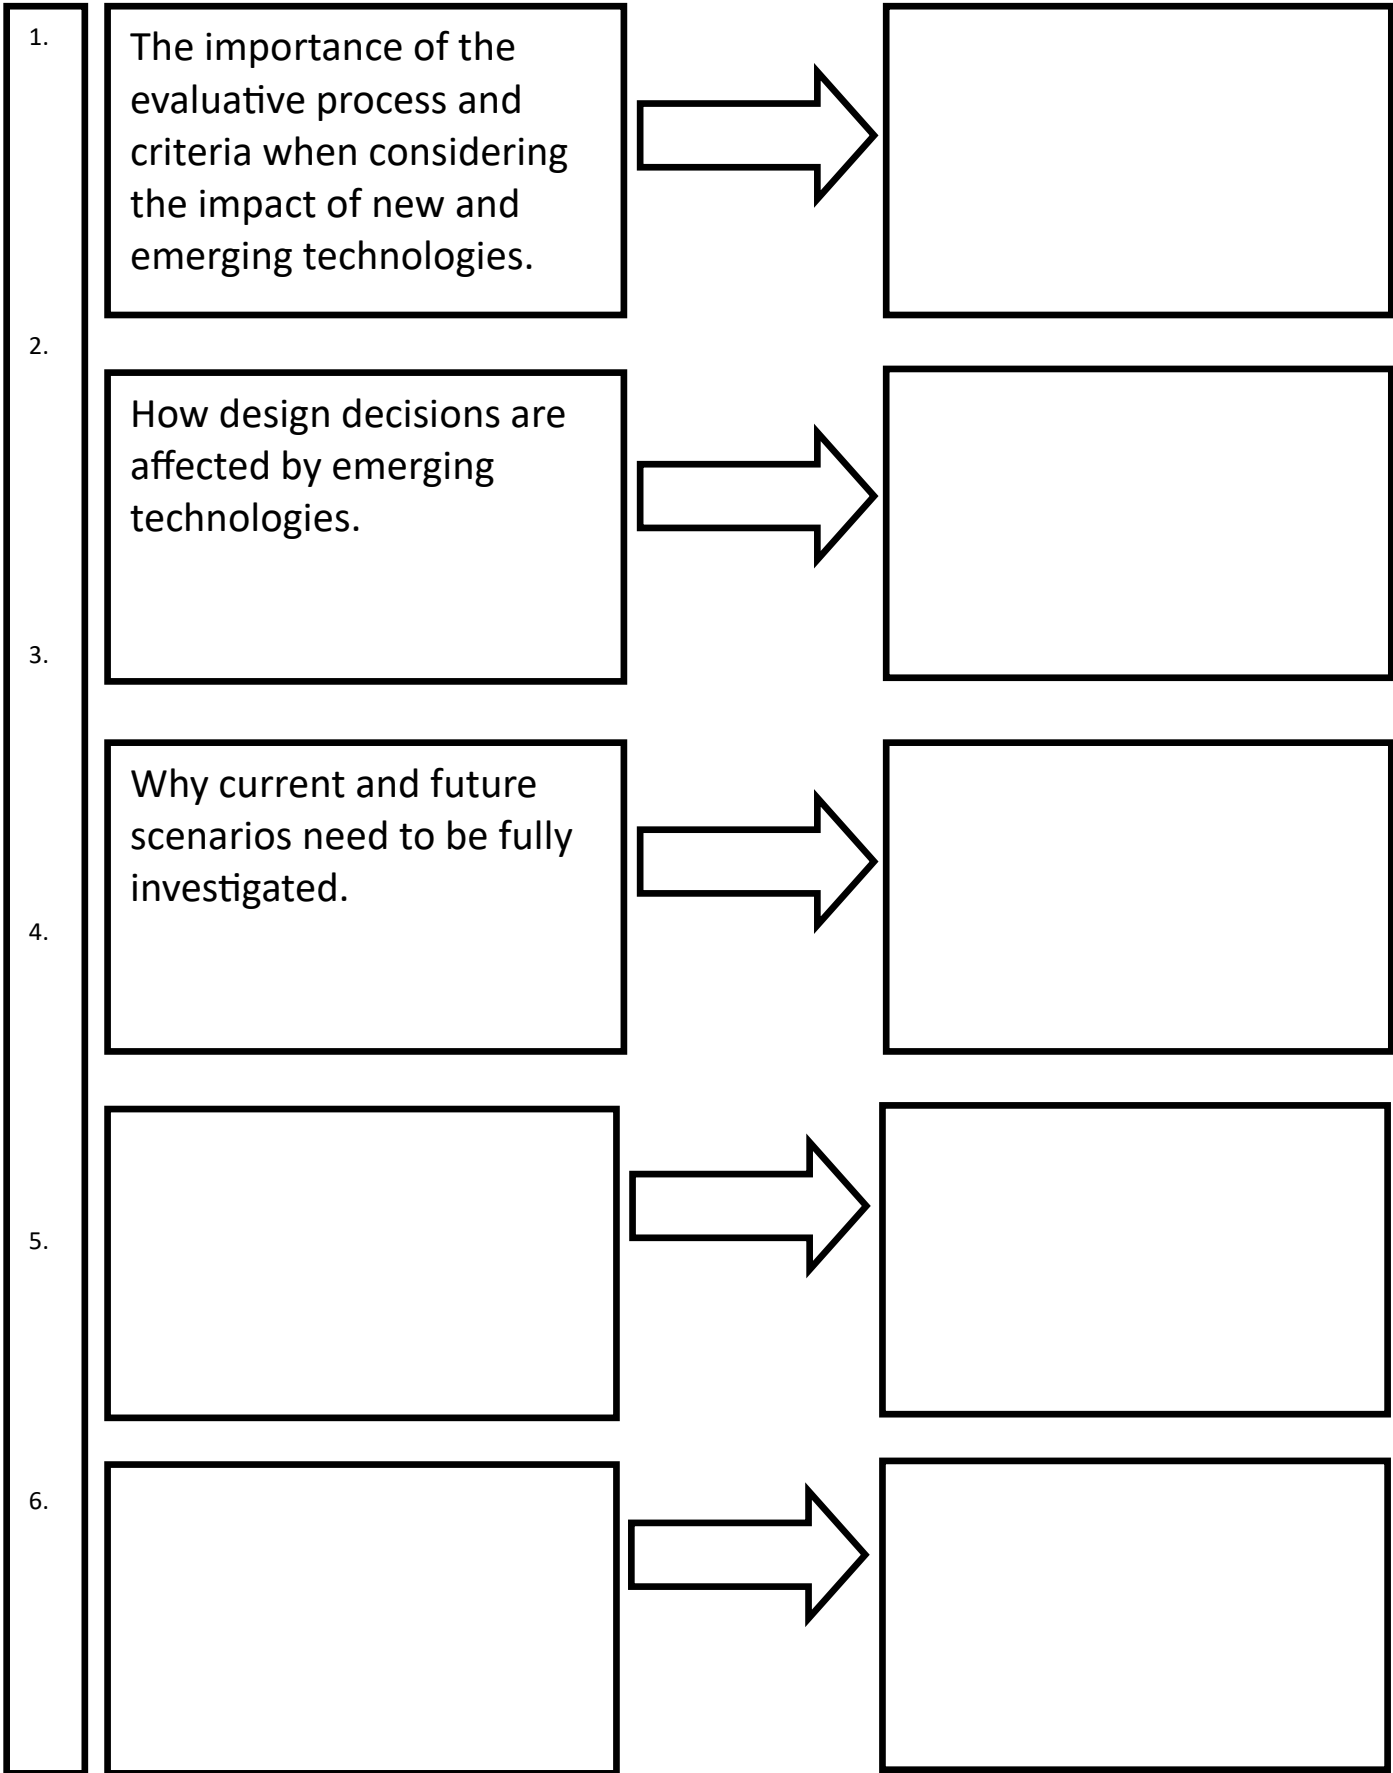 1.
The importance of the
evaluative process and
criteria when considering
the impact of new and
emerging technologies.
2.
How design decisions are
affected by emerging
technologies.
3.
Why current and future
scenarios need to be fully
investigated.
4.
5.
6.